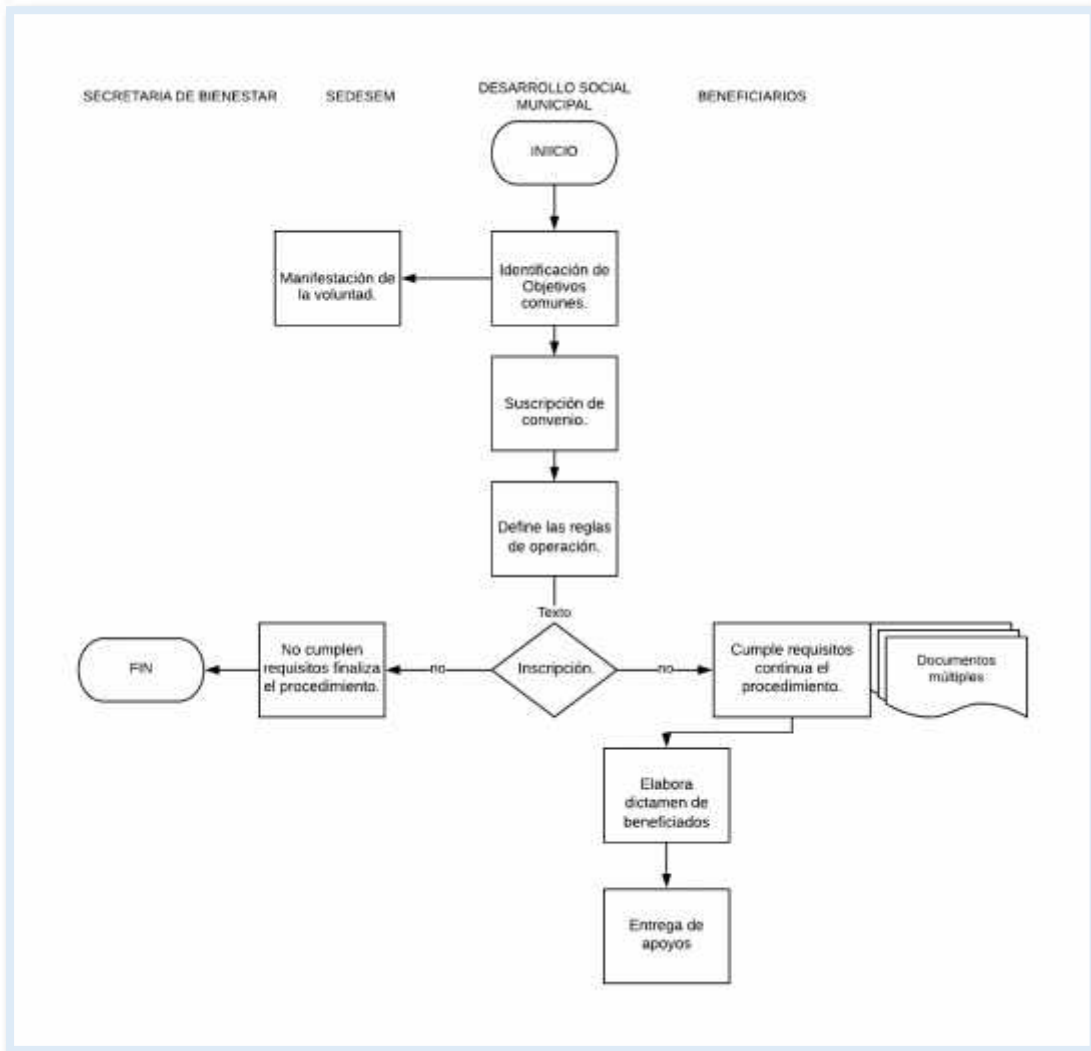 SECRETARIA DE BIENESTAR
SEDESEM
DESARROLLO SOCIAL
MUNICIPAL
BENEFICIARIOS
INIICIO
Manifestación de
la voluntad.
Identificación de
Objetivos
comunes.
Suscripción de
convenio.
Define las reglas
de operación.
Texto
FIN
No cumplen
requisitos finaliza
el procedimiento.
no
Inscripción.
no
Cumple requisitos
continua el
procedimiento.
Documentos
múltiples
Elabora
dictamen de
beneficiados
Entrega de
apoyos